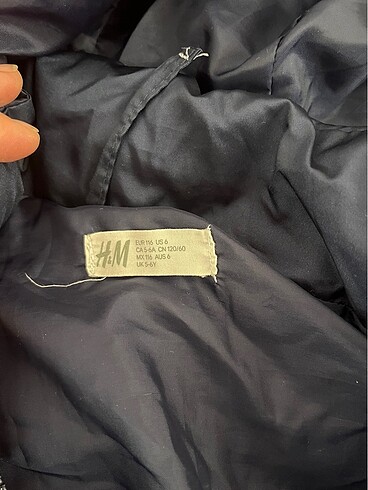 H&M
EUR 116 US 6
CA 5-6A CN 120/60
MX 116 AUS 6
UK 5-6Y